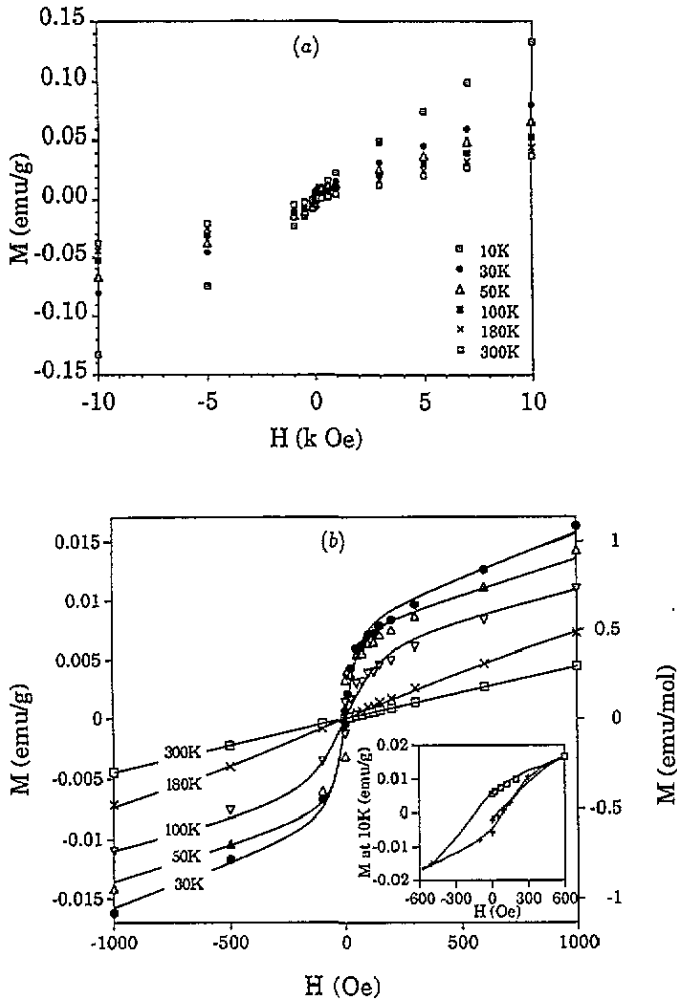 (a)
0.15
0.10
0.05
0.00
-0.05
-0.10
-0.15
M (emu/g)
10K
30K
50K
100K
180K
300K
-10
-5
0
5
10
H (k Oe)
(b)
0.015
0.01
0.005
0
-0.005
-0.01
-0.015
M (emu/g)
1
0.5
0
-0.5
-1
M (emu/mol)
300K
180K
100K
50K
30K
M at 10K (emu/g)
0.02
0.01
0
-0.01
-0.02
-600
-300
0
300
600
H (Oe)
-1000
-500
0
500
1000
H (Oe)